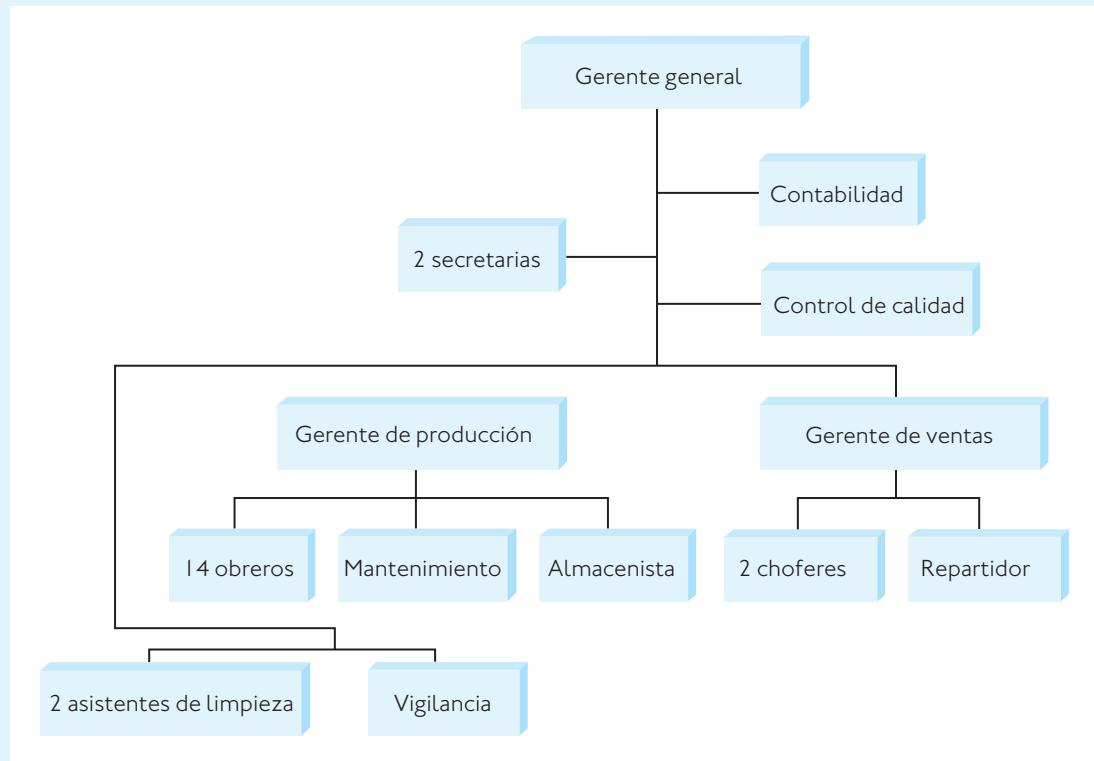 Gerente general
Contabilidad
2 secretarias
Control de calidad
Gerente de producción
Gerente de ventas
14 obreros
Mantenimiento
Almacenista
2 choferes
Repartidor
2 asistentes de limpieza
Vigilancia